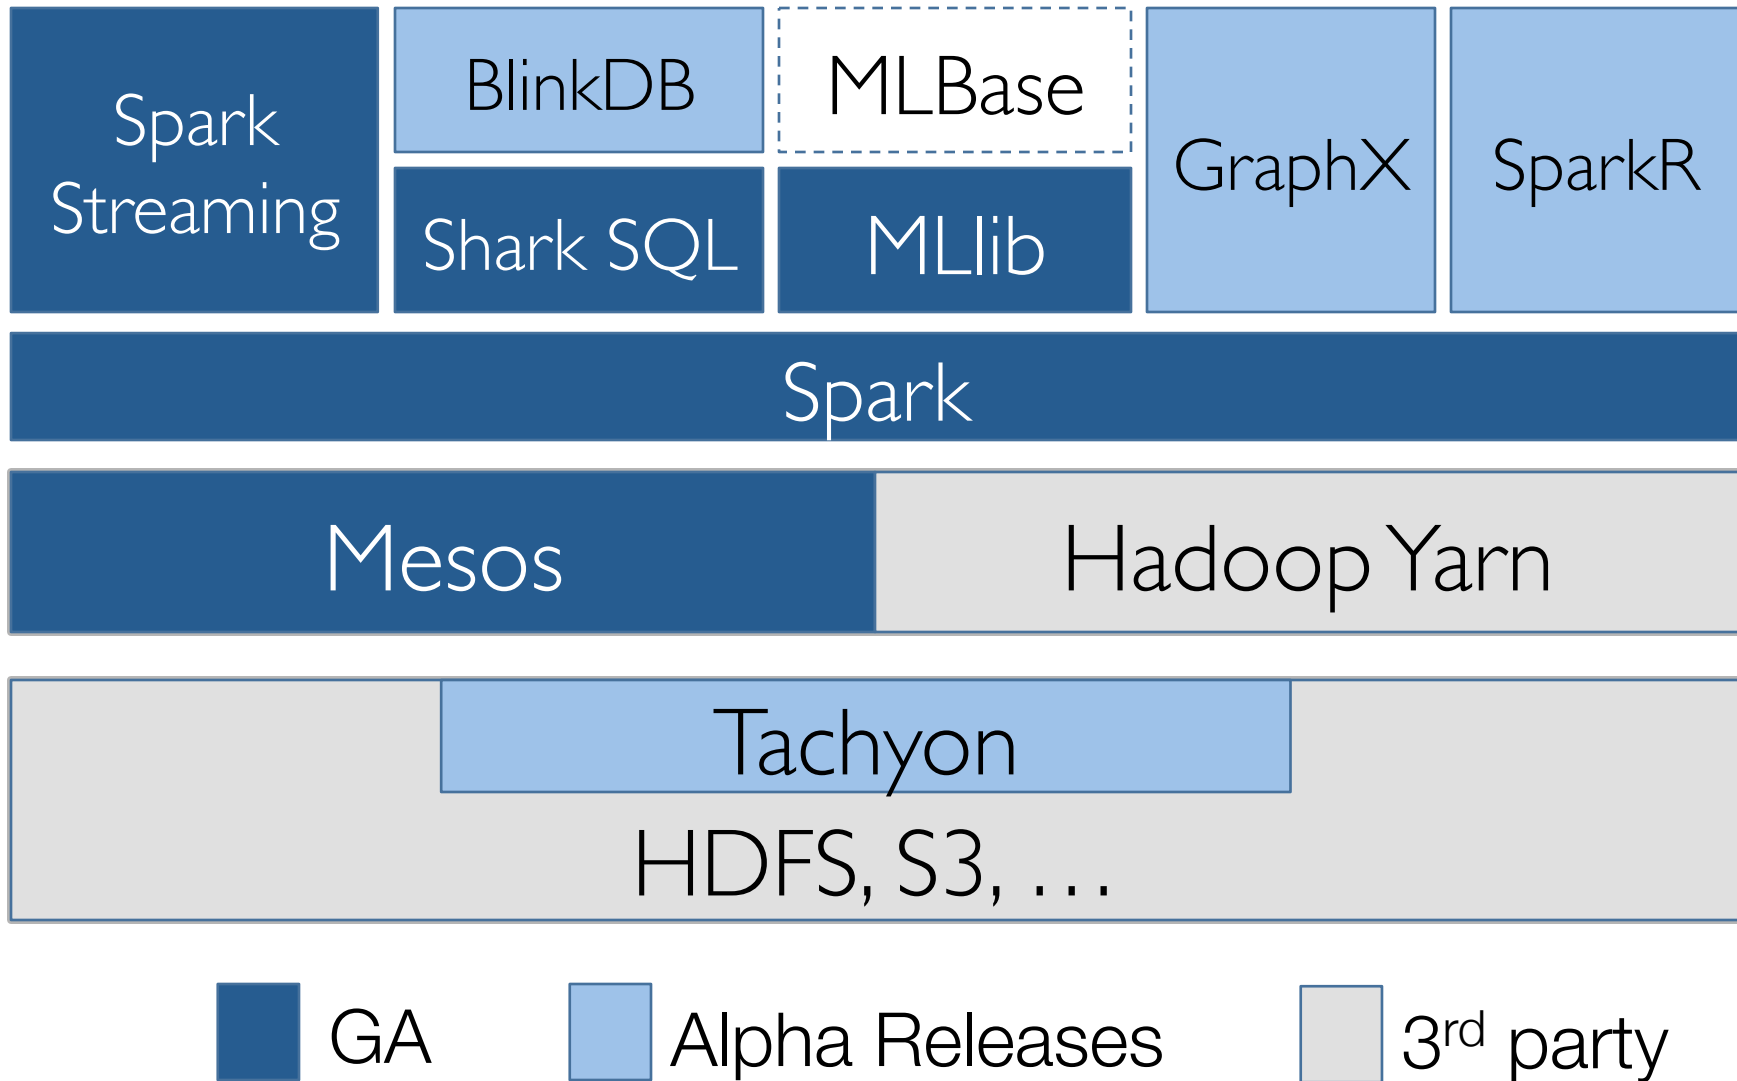 Spark
Streaming
BlinkDB
Shark SQL
MLBase
MLlib
GraphX
SparkR
Spark
Mesos
Hadoop Yarn
Tachyon
HDFS, S3, …
GA
Alpha Releases
3rd party